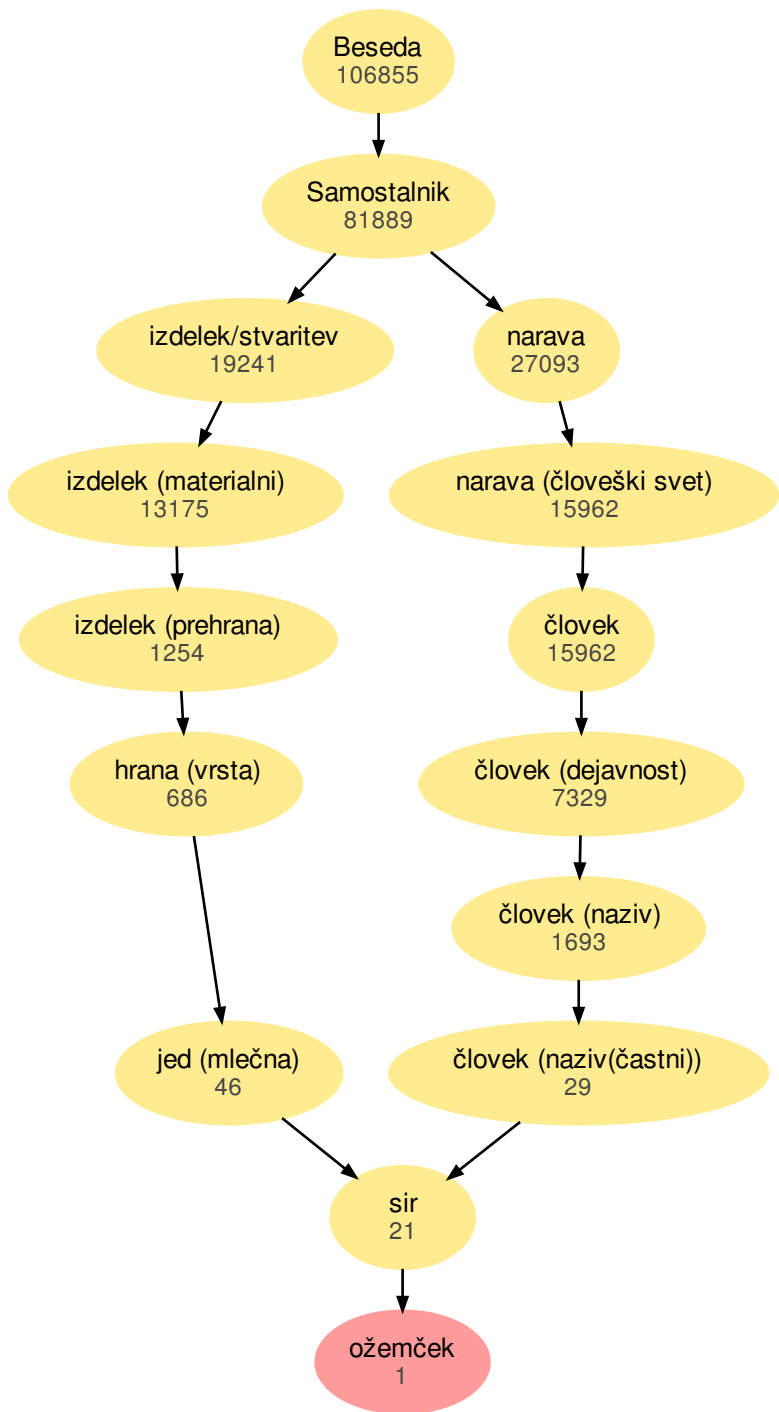 Beseda
106855
Samostalnik
81889
izdelek/stvaritev
19241
narava
27093
izdelek (materialni)
13175
narava (človeški svet)
15962
izdelek (prehrana)
1254
človek
15962
hrana (vrsta)
686
človek (dejavnost)
7329
človek (naziv)
1693
jed (mlečna)
46
človek (naziv(častni))
29
sir
21
ožemček
1